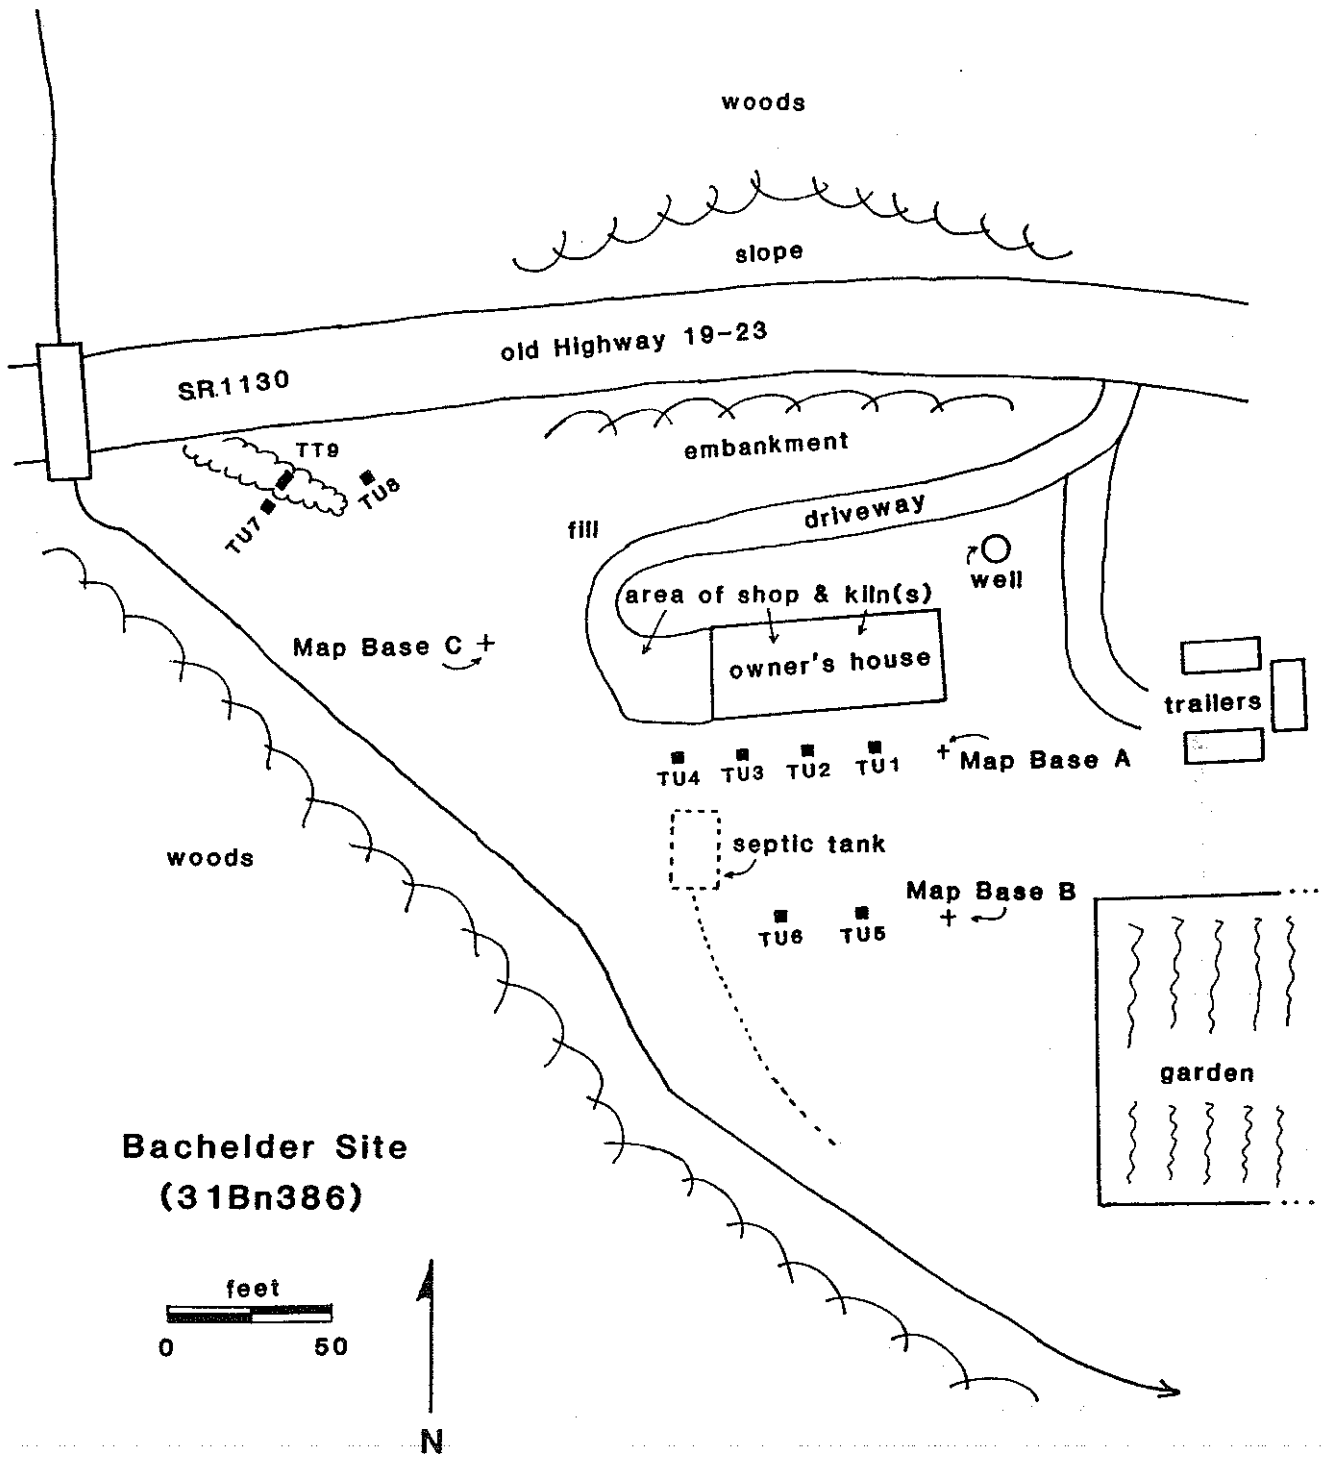 woods
slope
old Highway 19-23
S.R.1130
embankment
TT9
TU8
TU7
fill
driveway
well
area of shop & kiln(s)
Map Base C
owner's house
trailers
TU4 TU3 TU2 TU1
Map Base A
septic tank
woods
Map Base B
TU6 TU5
garden
Bachelder Site
(31Bn386)
feet
0 50
N